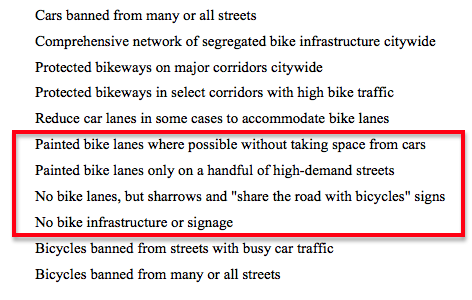 Cars banned from many or all streets
Comprehensive network of segregated bike infrastructure citywide
Protected bikeways on major corridors citywide
Protected bikeways in select corridors with high bike traffic
Reduce car lanes in some cases to accommodate bike lanes
Painted bike lanes where possible without taking space from cars
Painted bike lanes only on a handful of high-demand streets
No bike lanes, but sharrows and "share the road with bicycles" signs
No bike infrastructure or signage
Bicycles banned from streets with busy car traffic
Bicycles banned from many or all streets